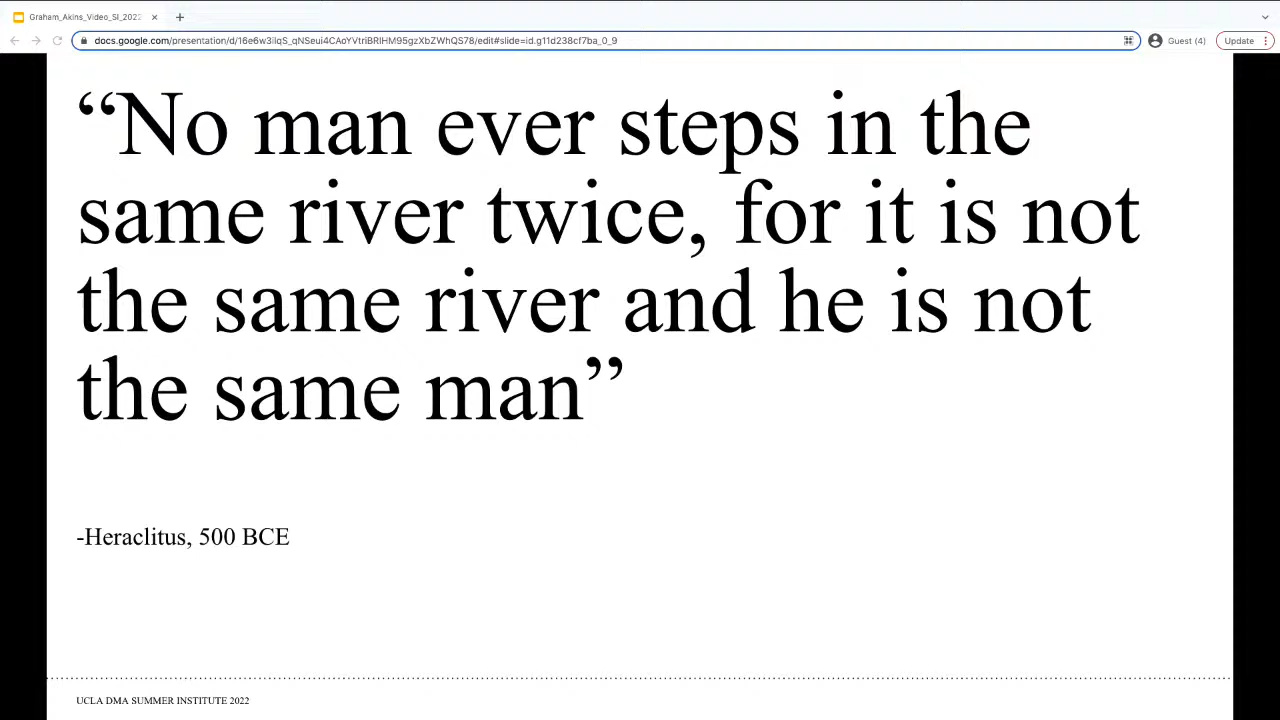 Graham_Akins_Video_SI_2022
docs.google.com/presentation/d/16e6w3ilqS_qNSeui4CAoYVtriBRIHM95gzXbZWhQS78/edit#slide=id.g11d238cf7ba_0_9
Guest (4)
Update
“No man ever steps in the
same river twice, for it is not
the same river and he is not
the same man”
-Heraclitus, 500 BCE
UCLA DMA SUMMER INSTITUTE 2022